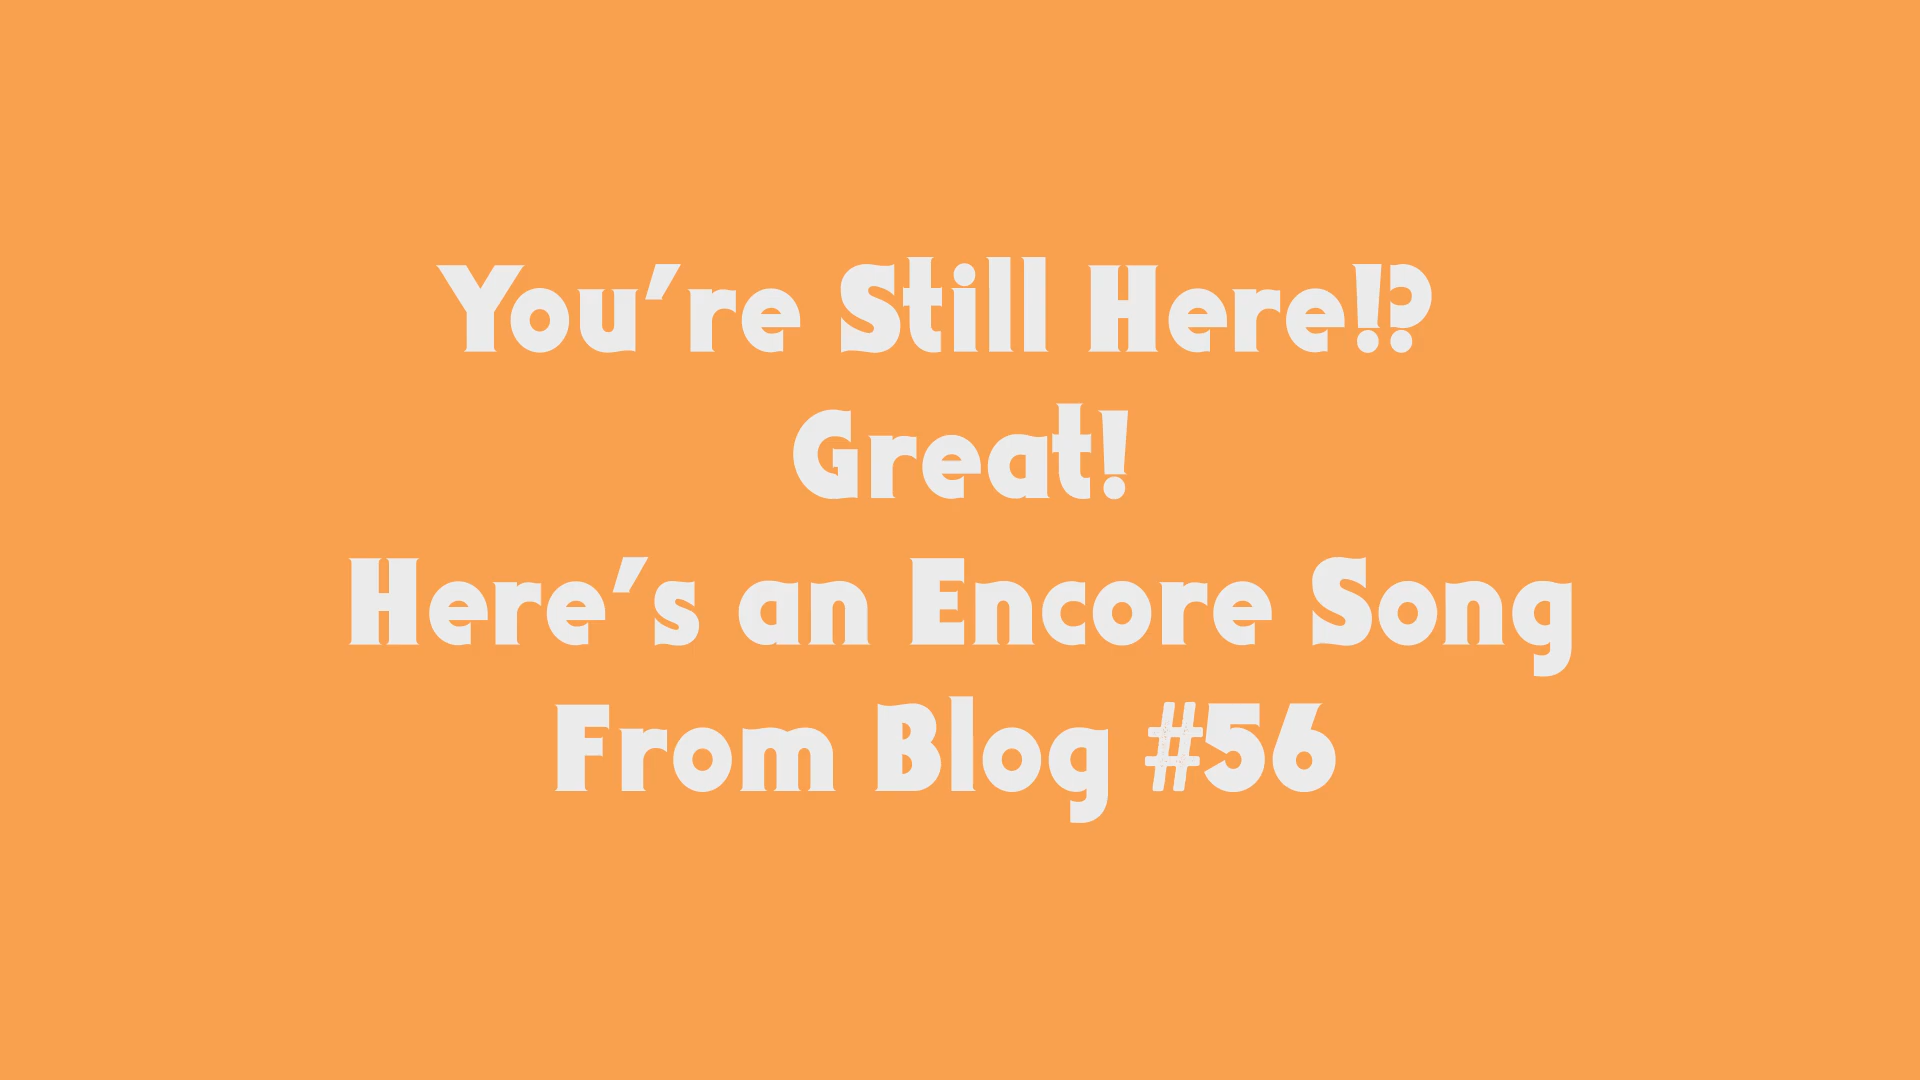 You’re Still Here!?
Great!
Here’s an Encore Song
From Blog #56